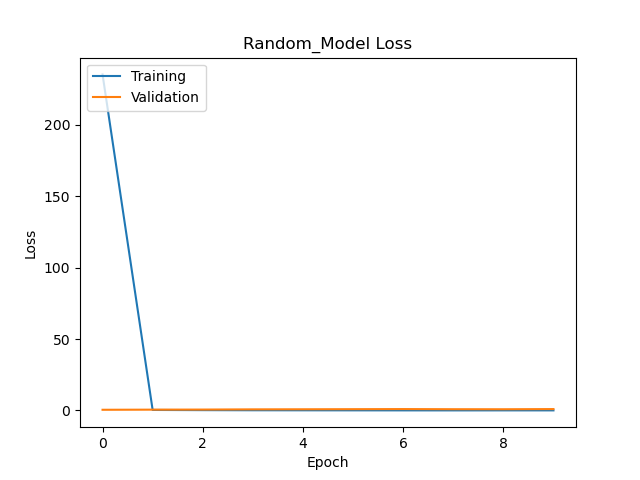 Random_Model Loss
Training
Validation
200
150
100
50
0
Loss
0 2 4 6 8
Epoch